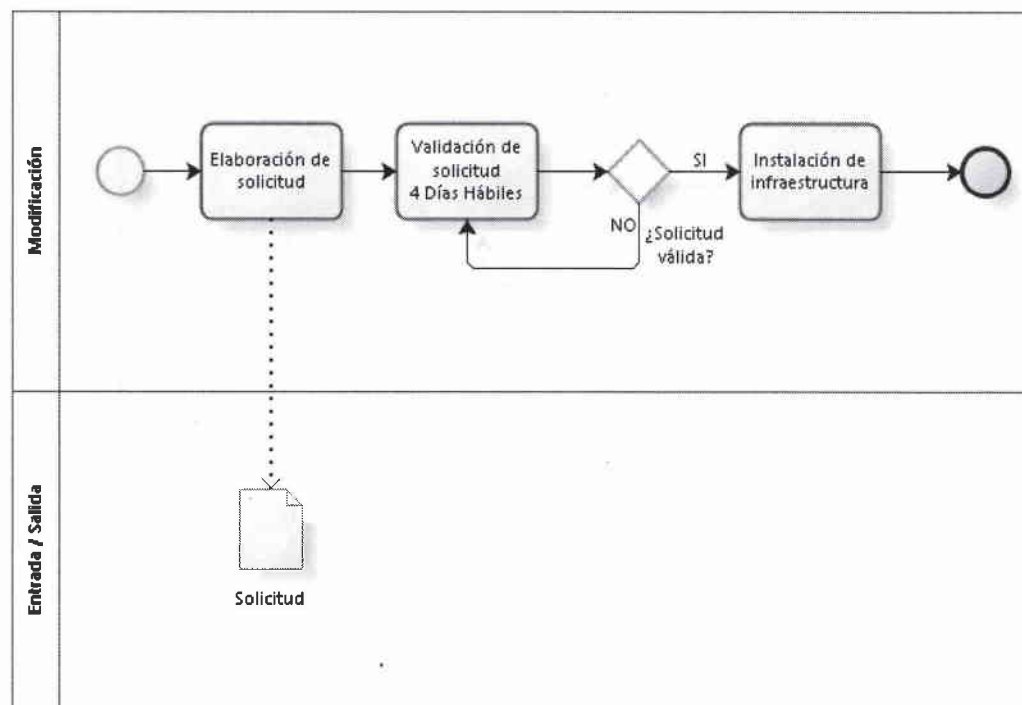 Modificación
Elaboración de
solicitud
Validación de
solicitud
4 Días Hábiles
SI
NO
¿Solicitud
válida?
Instalación de
infraestructura
Entrada / Salida
Solicitud